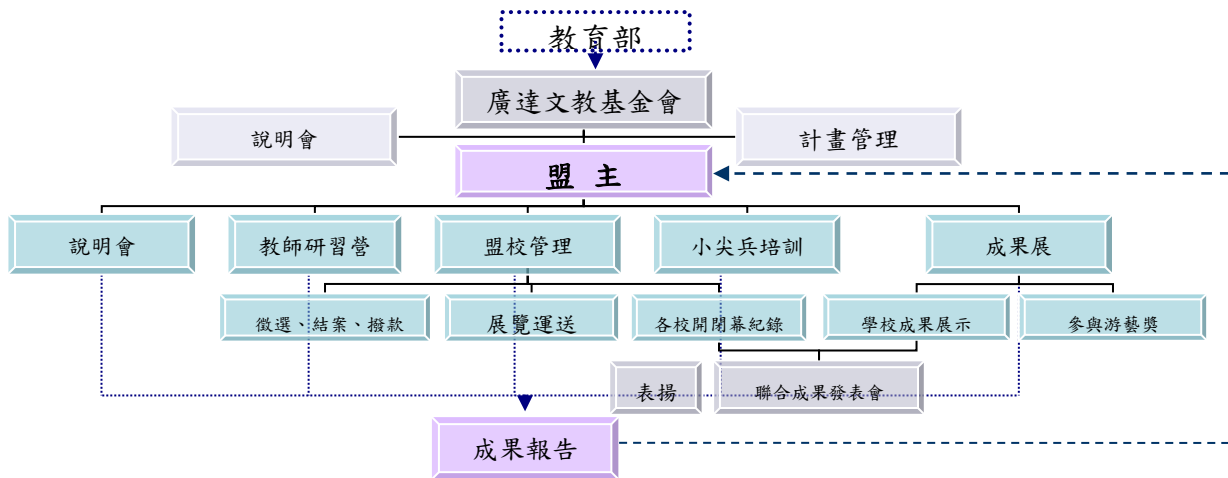 教育部
廣達文教基金會
說明會
計畫管理
盟 主
說明會
教師研習營
盟校管理
小尖兵培訓
成果展
徵選、結案、撥款
展覽運送
各校開閉幕紀錄
學校成果展示
參與游藝獎
表揚
聯合成果發表會
成果報告